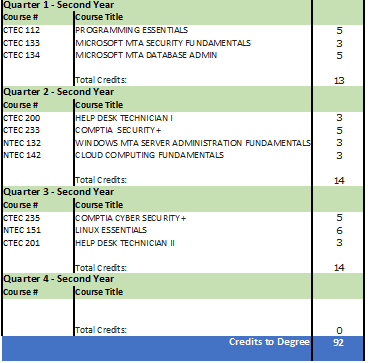 Quarter 1 - Second Year
Course # Course Title
CTEC 112 PROGRAMMING ESSENTIALS 5
CTEC 133 MICROSOFT MTA SECURITY FUNDAMENTALS 3
CTEC 134 MICROSOFT MTA DATABASE ADMIN 5
Total Credits: 13
Quarter 2 - Second Year
Course # Course Title
CTEC 200 HELP DESK TECHNICIAN I 3
CTEC 233 COMPTIA SECURITY+ 5
NTEC 132 WINDOWS MTA SERVER ADMINISTRATION FUNDAMENTALS 3
NTEC 142 CLOUD COMPUTING FUNDAMENTALS 3
Total Credits: 14
Quarter 3 - Second Year
Course # Course Title
CTEC 235 COMPTIA CYBER SECURITY+ 5
NTEC 151 LINUX ESSENTIALS 6
CTEC 201 HELP DESK TECHNICIAN II 3
Total Credits: 14
Quarter 4 - Second Year
Course # Course Title
Total Credits: 0
Credits to Degree 92